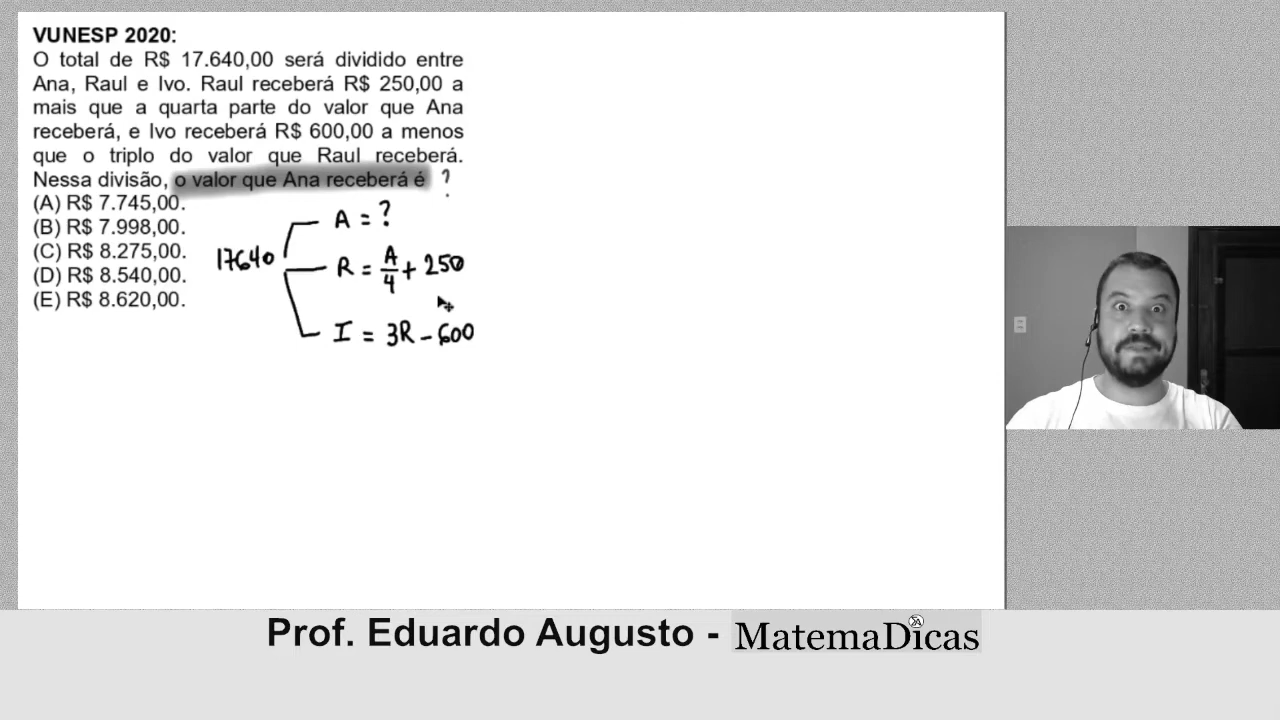 VUNESP 2020:
O total de R$ 17.640,00 será dividido entre
Ana, Raul e Ivo. Raul receberá R$ 250,00 a
mais que a quarta parte do valor que Ana
receberá, e Ivo receberá R$ 600,00 a menos
que o triplo do valor que Raul receberá.
Nessa divisão, o valor que Ana receberá é ?
(A) R$ 7.745,00.
(B) R$ 7.998,00.
(C) R$ 8.275,00.
(D) R$ 8.540,00.
(E) R$ 8.620,00.
A = ?
17640
R = A/4 + 250
I = 3R - 600
Prof. Eduardo Augusto - MatemaDicas